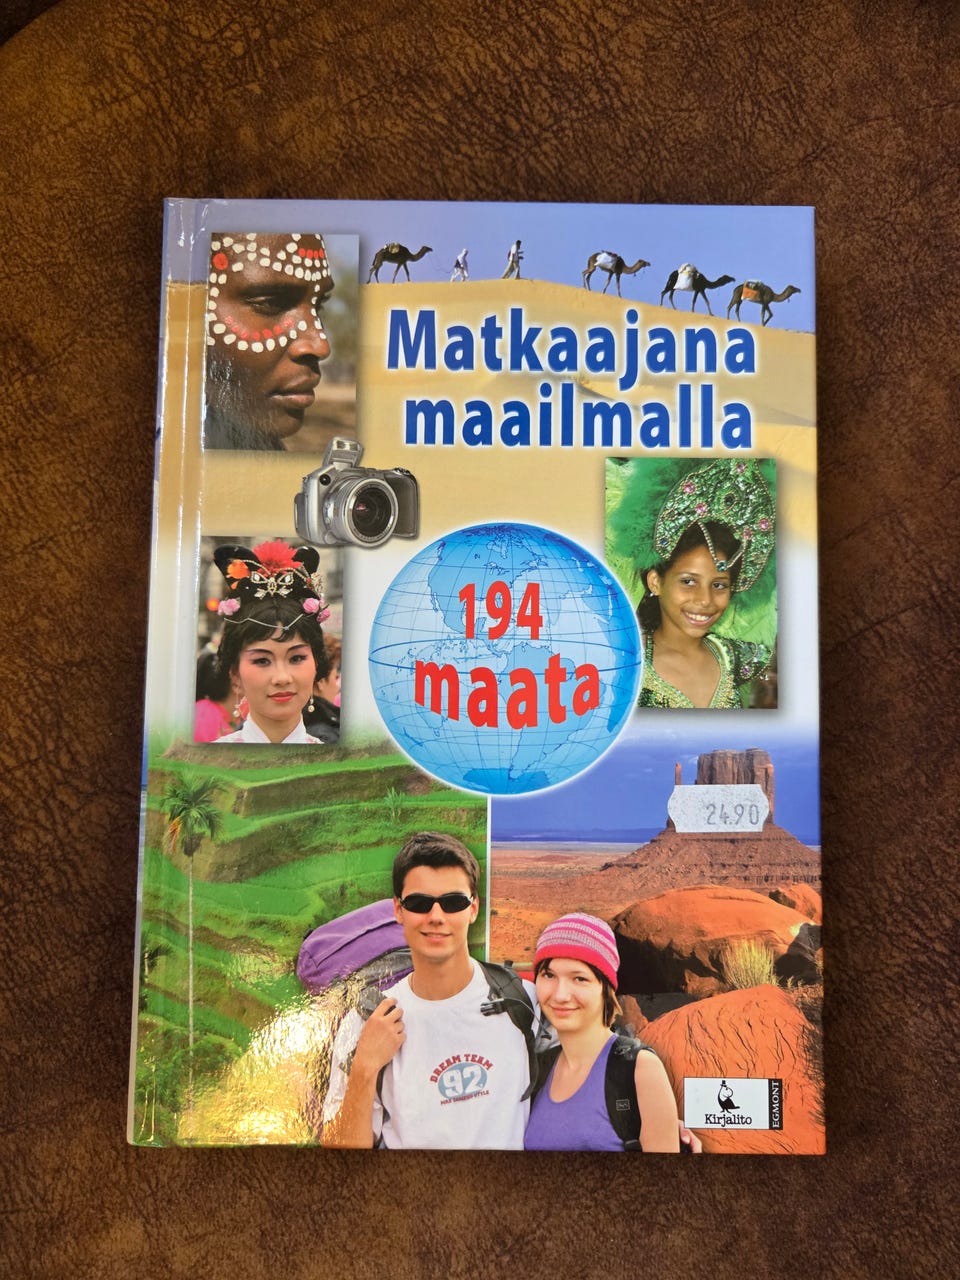 Matkaajana
maailmalla
194
maata
24.90
DREAM TEAM
92
Kirjalito
EGMONT